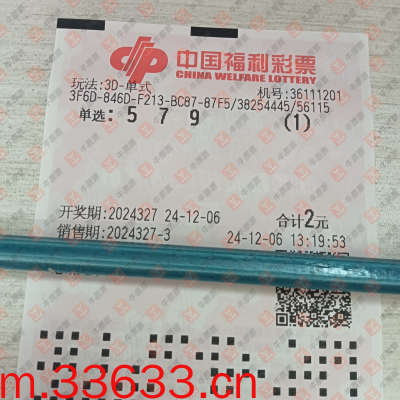 中国福利彩票
CHINA WELFARE LOTTERY
玩法:3D-单式 机号:36111201
3F6D-846D-F213-BC87-87F5/38254445/56115
单选: 5 7 9 (1)
开奖期:2024327 24-12-06 合计2元
销售期:2024327-3 24-12-06 13:19:53
m.33633.cn